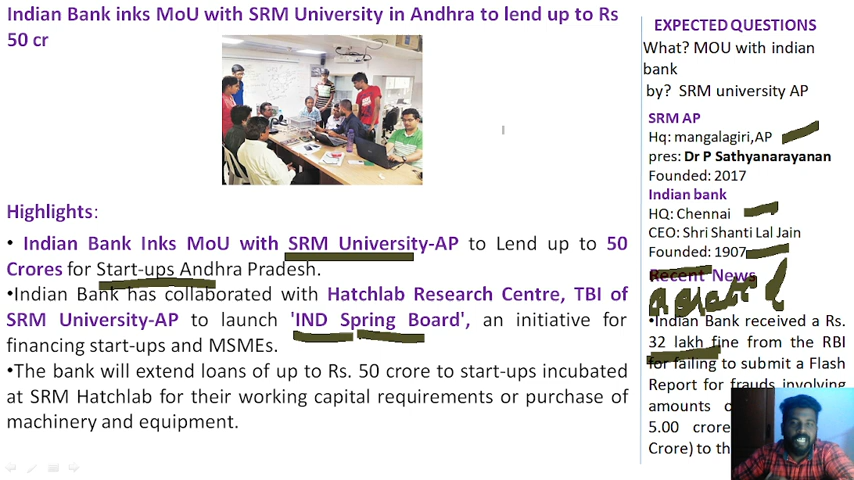 Indian Bank inks MoU with SRM University in Andhra to lend up to Rs
50 cr
Highlights:
• Indian Bank Inks MoU with SRM University-AP to Lend up to 50
Crores for Start-ups Andhra Pradesh.
•Indian Bank has collaborated with Hatchlab Research Centre, TBI of
SRM University-AP to launch 'IND Spring Board', an initiative for
financing start-ups and MSMEs.
•The bank will extend loans of up to Rs. 50 crore to start-ups incubated
at SRM Hatchlab for their working capital requirements or purchase of
machinery and equipment.
EXPECTED QUESTIONS
What? MOU with indian
bank
by? SRM university AP
SRM AP
Hq: mangalagiri,AP
pres: Dr P Sathyanarayanan
Founded: 2017
Indian bank
HQ: Chennai
CEO: Shri Shanti Lal Jain
Founded: 1907
Recent News
•Indian Bank received a Rs.
32 lakh fine from the RBI
for failing to submit a Flash
Report for frauds involving
amounts
5.00 crore
Crore) to